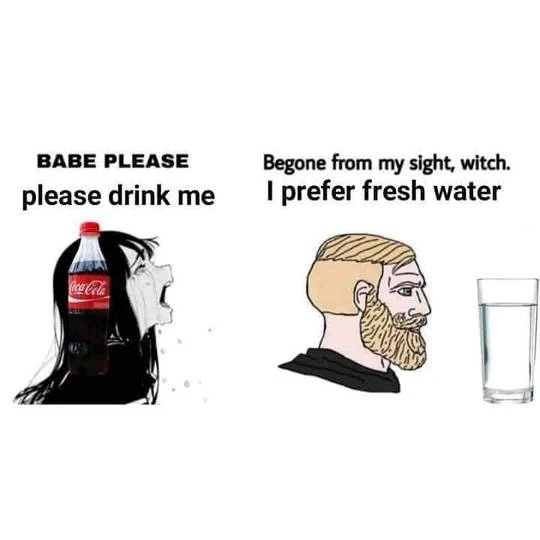 BABE PLEASE
please drink me
Begone from my sight, witch.
I prefer fresh water
Coca-Cola